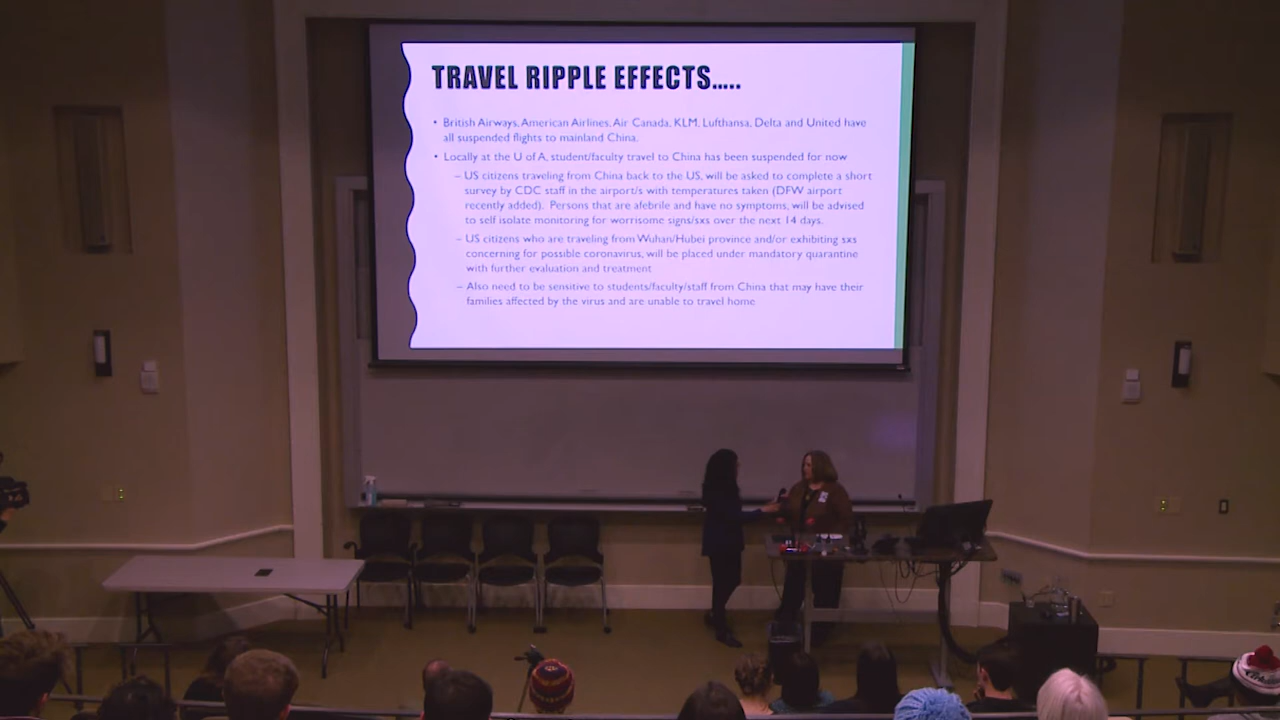 TRAVEL RIPPLE EFFECTS.....
• British Airways, American Airlines, Air Canada, KLM, Lufthansa, Delta and United have
all suspended flights to mainland China.
• Locally at the U of A, student/faculty travel to China has been suspended for now
– US citizens traveling from China back to the US, will be asked to complete a short
survey by CDC staff in the airport/s with temperatures taken (DFW airport
recently added). Persons that are afebrile and have no symptoms, will be advised
to self isolate monitoring for worrisome signs/sxs over the next 14 days.
– US citizens who are traveling from Wuhan/Hubei province and/or exhibiting sxs
concerning for possible coronavirus, will be placed under mandatory quarantine
with further evaluation and treatment
– Also need to be sensitive to students/faculty/staff from China that may have their
families affected by the virus and are unable to travel home